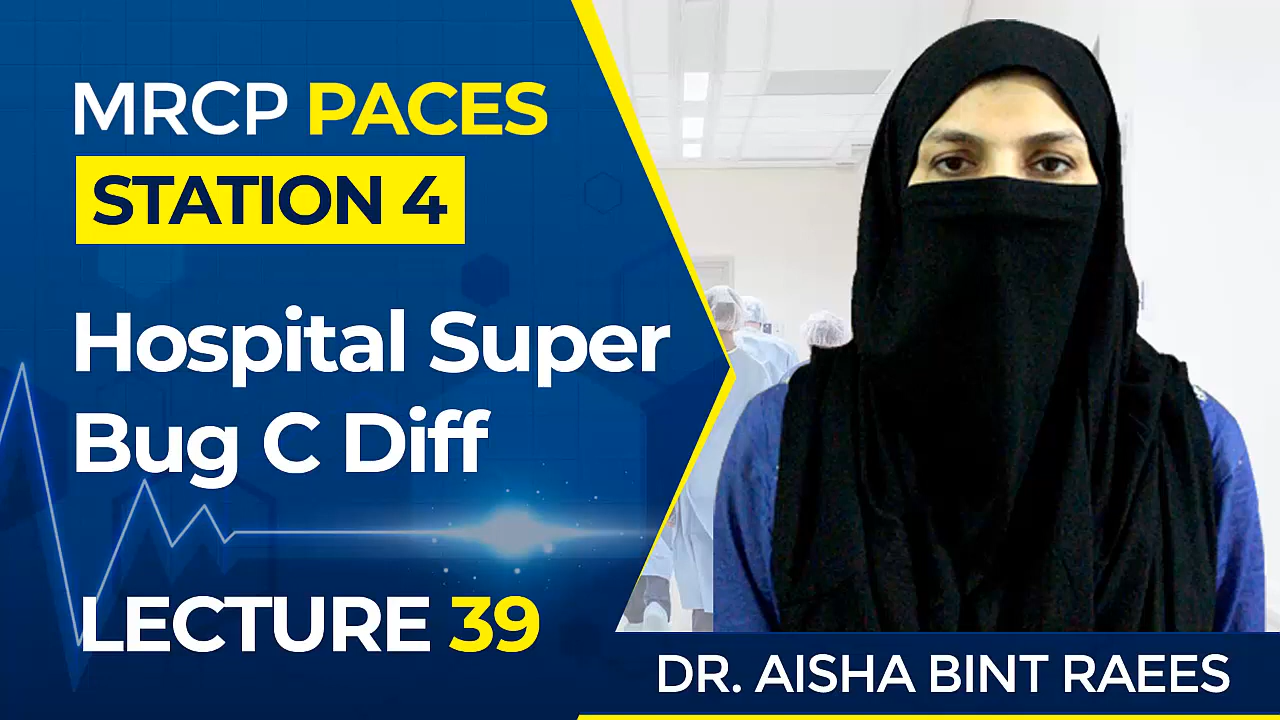 MRCP PACES
STATION 4
Hospital Super
Bug C Diff
LECTURE 39
DR. AISHA BINT RAEES